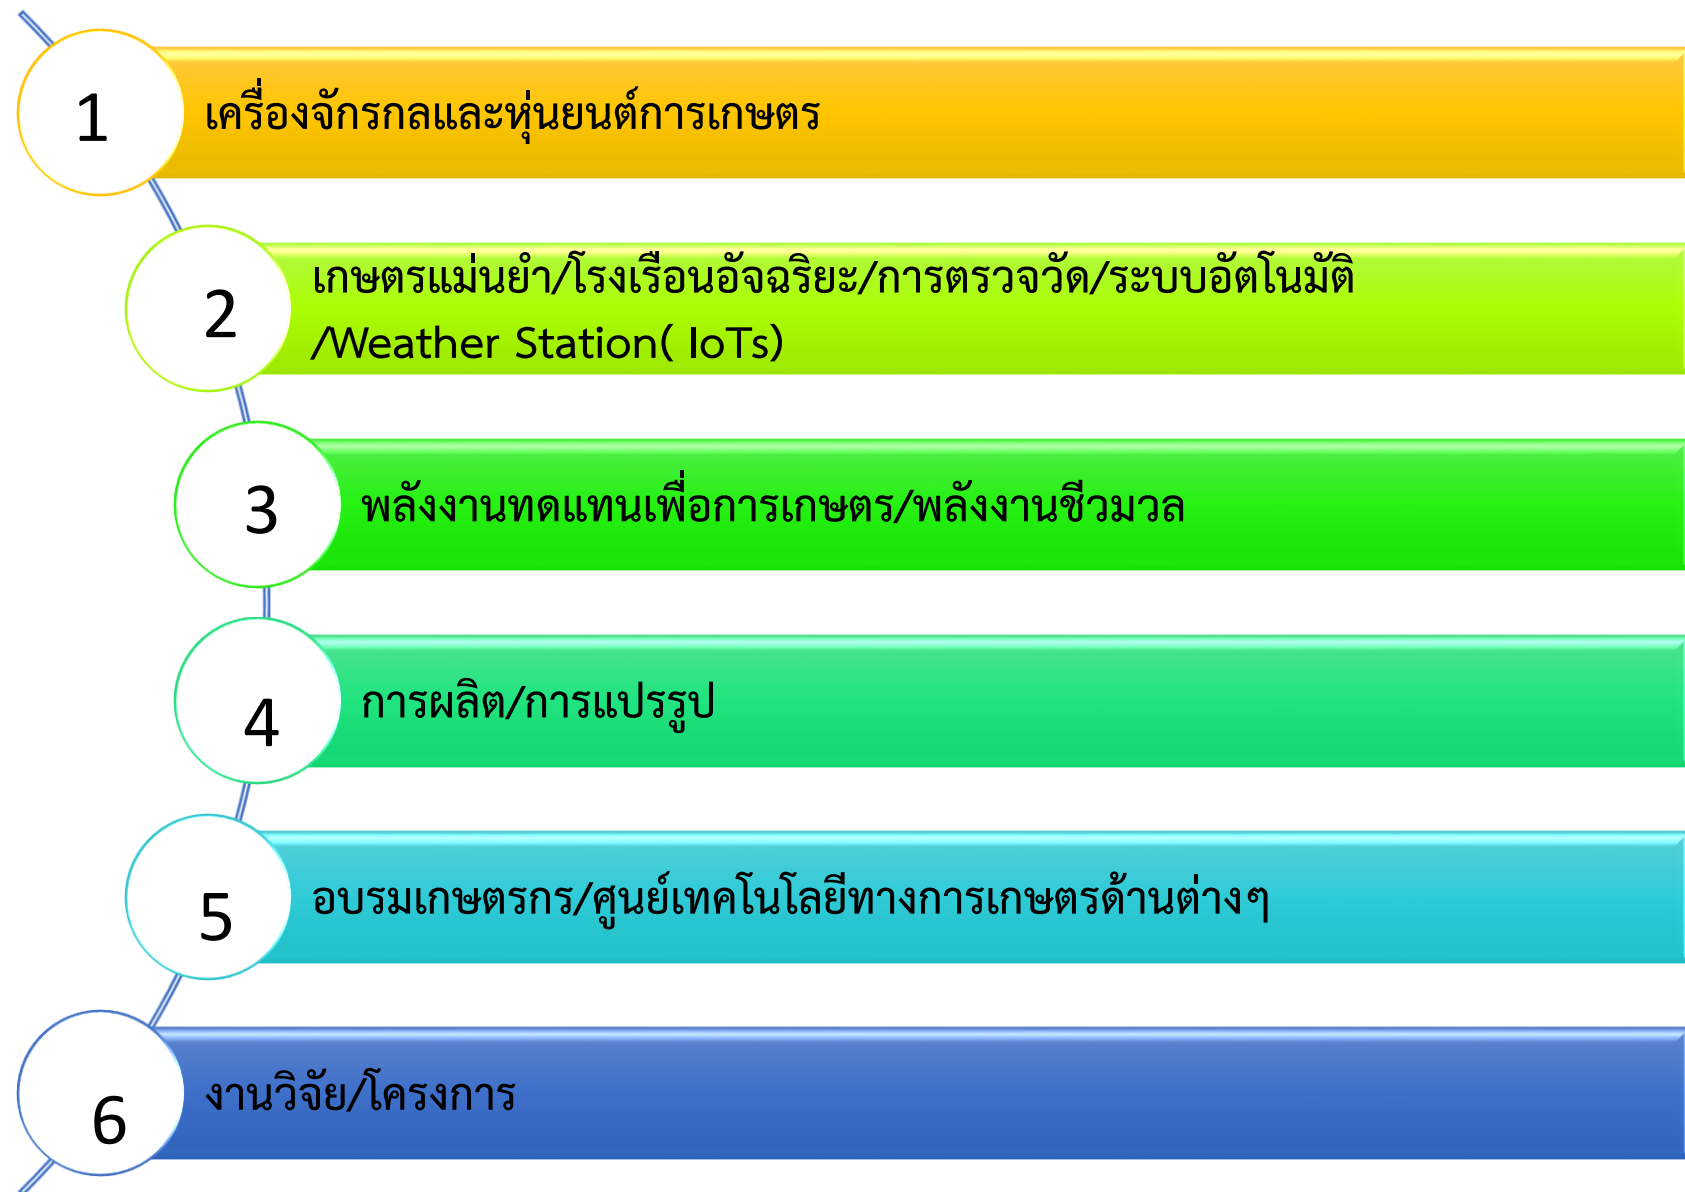 1
เครื่องจักรกลและหุ่นยนต์การเกษตร
2
เกษตรแม่นยำ/โรงเรือนอัจฉริยะ/การตรวจวัด/ระบบอัตโนมัติ
/Weather Station( IoTs)
3
พลังงานทดแทนเพื่อการเกษตร/พลังงานชีวมวล
4
การผลิต/การแปรรูป
5
อบรมเกษตรกร/ศูนย์เทคโนโลยีทางการเกษตรด้านต่างๆ
6
งานวิจัย/โครงการ